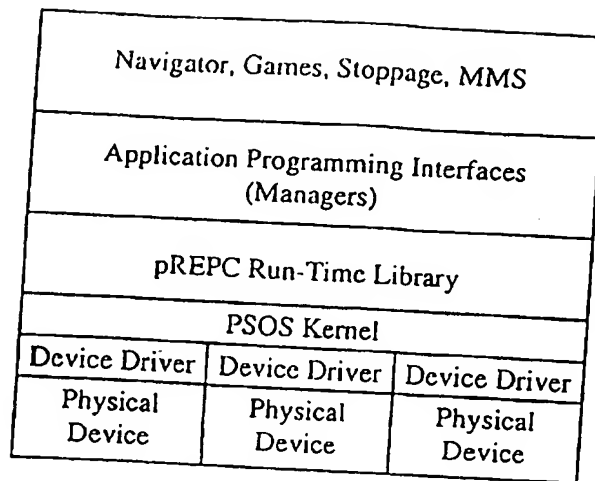 Navigator, Games, Stoppage, MMS
Application Programming Interfaces
(Managers)
pREPC Run-Time Library
PSOS Kernel
Device Driver Device Driver Device Driver
Physical Device
Physical Device
Physical Device